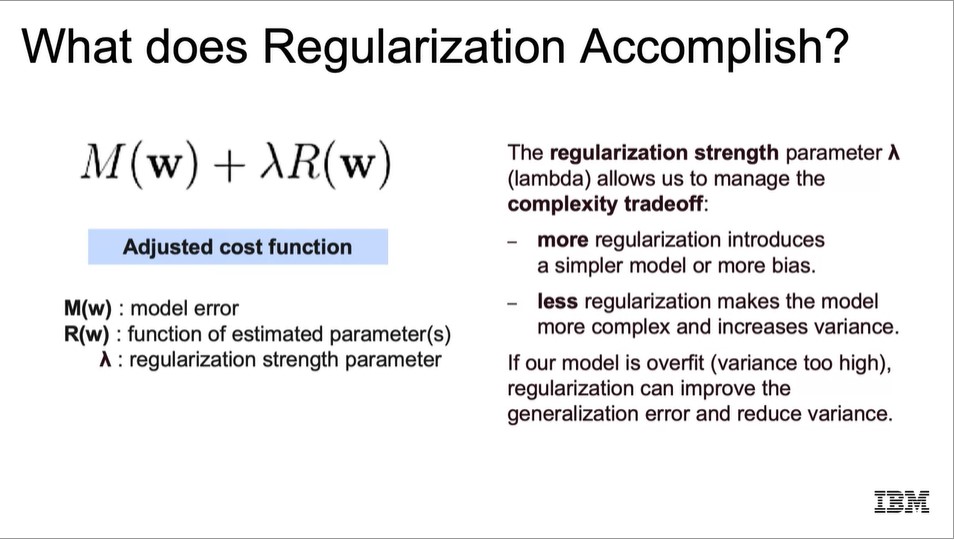 What does Regularization Accomplish?
M(w) + λR(w)
Adjusted cost function
M(w) : model error
R(w) : function of estimated parameter(s)
λ : regularization strength parameter
The regularization strength parameter λ
(lambda) allows us to manage the
complexity tradeoff:
– more regularization introduces
a simpler model or more bias.
– less regularization makes the model
more complex and increases variance.
If our model is overfit (variance too high),
regularization can improve the
generalization error and reduce variance.
IBM